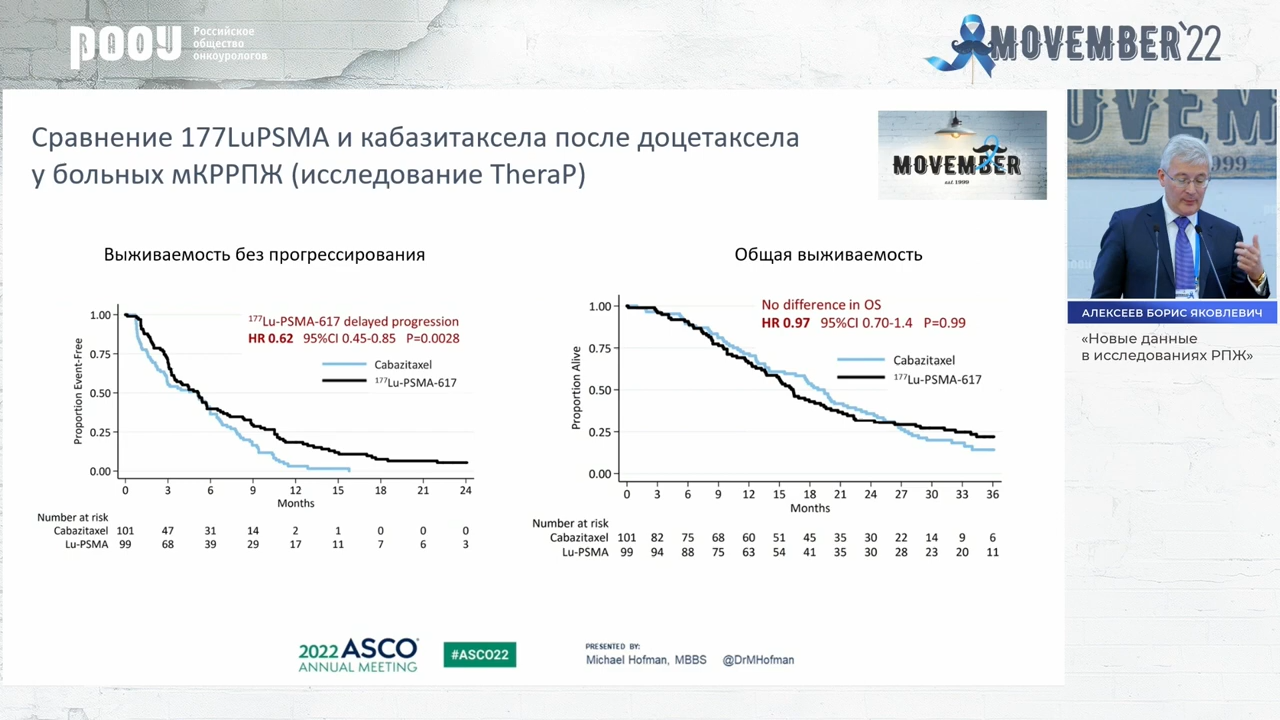 РООУ
Российское
общество
онкоурологов
MOVEMBER'22
Сравнение 177LuPSMA и кабазитаксела после доцетаксела
у больных мКРРПЖ (исследование TheraP)
MOVEMBER
est. 1999
Выживаемость без прогрессирования
177Lu-PSMA-617 delayed progression
HR 0.62 95%CI 0.45-0.85 P=0.0028
Cabazitaxel
177Lu-PSMA-617
Proportion Event-Free
1.00
0.75
0.50
0.25
0.00
0 3 6 9 12 15 18 21 24
Months
Number at risk
Cabazitaxel 101 47 31 14 2 1 0 0 0
Lu-PSMA 99 68 39 29 17 11 7 6 3
Общая выживаемость
No difference in OS
HR 0.97 95%CI 0.70-1.4 P=0.99
Cabazitaxel
177Lu-PSMA-617
Proportion Alive
1.00
0.75
0.50
0.25
0.00
0 3 6 9 12 15 18 21 24 27 30 33 36
Months
Number at risk
Cabazitaxel 101 82 75 68 60 51 45 35 30 22 14 9 6
Lu-PSMA 99 94 88 75 63 54 41 35 30 28 23 20 11
2022 ASCO
ANNUAL MEETING
#ASCO22
PRESENTED BY:
Michael Hofman, MBBS @DrMHofman
OVEM
1999
АЛЕКСЕЕВ БОРИС ЯКОВЛЕВИЧ
«Новые данные
в исследованиях РПЖ»